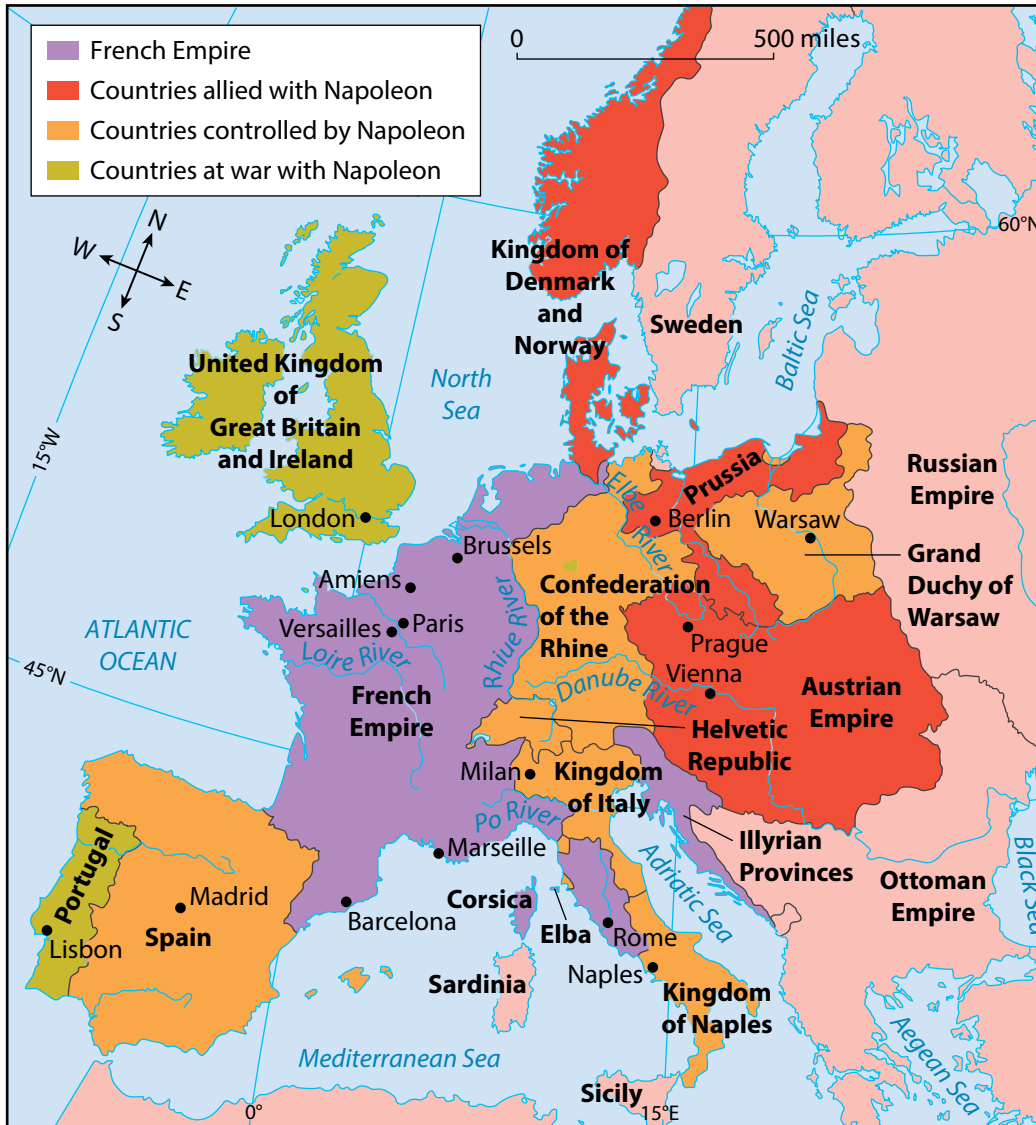 French Empire
Countries allied with Napoleon
Countries controlled by Napoleon
Countries at war with Napoleon
0
500 miles
N
W
E
S
60°N
Kingdom of
Denmark
and
Norway
Sweden
Baltic Sea
United Kingdom
of
Great Britain
and Ireland
North
Sea
15°W
London
Russian
Empire
Prussia
Elbe
River
Berlin
Warsaw
Grand
Duchy of
Warsaw
Brussels
Amiens
Confederation
of the
Rhine
Rhiue River
Versailles
Paris
Loire River
Prague
Vienna
ATLANTIC
OCEAN
45°N
French
Empire
Danube River
Austrian
Empire
Helvetic
Republic
Milan
Kingdom
of Italy
Po River
Illyrian
Provinces
Marseille
Adriatic Sea
Ottoman
Empire
Black Sea
Portugal
Madrid
Spain
Lisbon
Barcelona
Corsica
Elba
Rome
Naples
Sardinia
Kingdom
of Naples
Mediterranean Sea
Aegean Sea
Sicily
0°
15°E